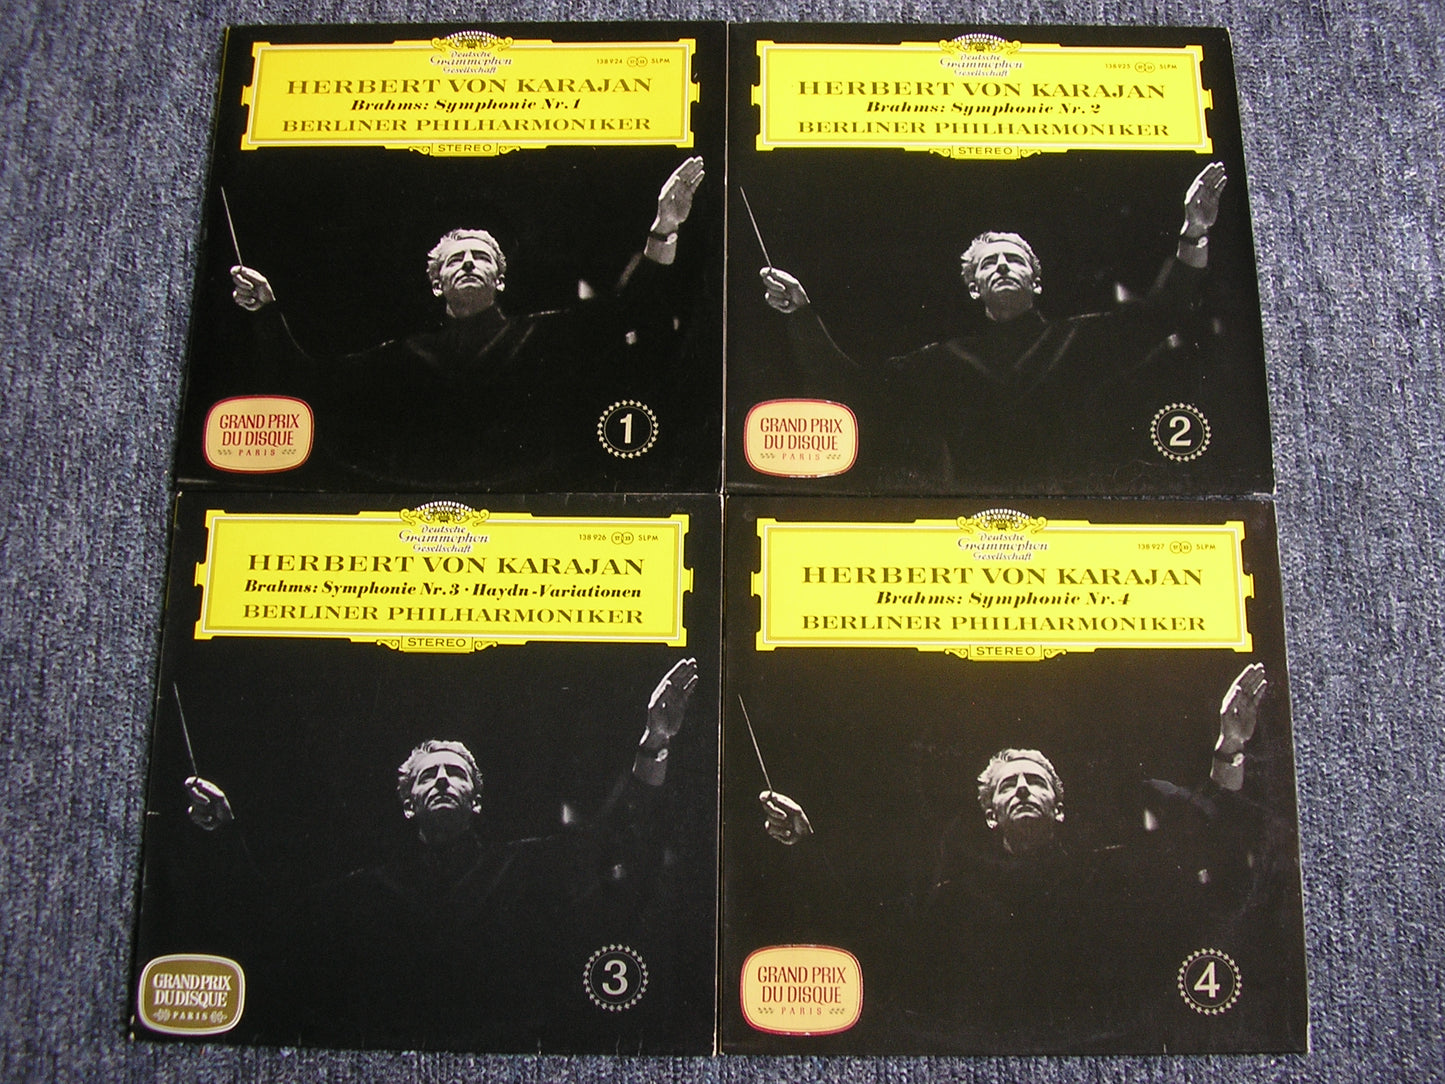 Deutsche
Grammophon
Gesellschaft
138 924 SLPM
HERBERT VON KARAJAN
Brahms: Symphonie Nr. 1
BERLINER PHILHARMONIKER
STEREO
GRAND PRIX
DU DISQUE
PARIS
1
Deutsche
Grammophon
Gesellschaft
138 925 SLPM
HERBERT VON KARAJAN
Brahms: Symphonie Nr. 2
BERLINER PHILHARMONIKER
STEREO
GRAND PRIX
DU DISQUE
PARIS
2
Deutsche
Grammophon
Gesellschaft
138 926 SLPM
HERBERT VON KARAJAN
Brahms: Symphonie Nr. 3 · Haydn-Variationen
BERLINER PHILHARMONIKER
STEREO
GRAND PRIX
DU DISQUE
PARIS
3
Deutsche
Grammophon
Gesellschaft
138 927 SLPM
HERBERT VON KARAJAN
Brahms: Symphonie Nr. 4
BERLINER PHILHARMONIKER
STEREO
GRAND PRIX
DU DISQUE
PARIS
4